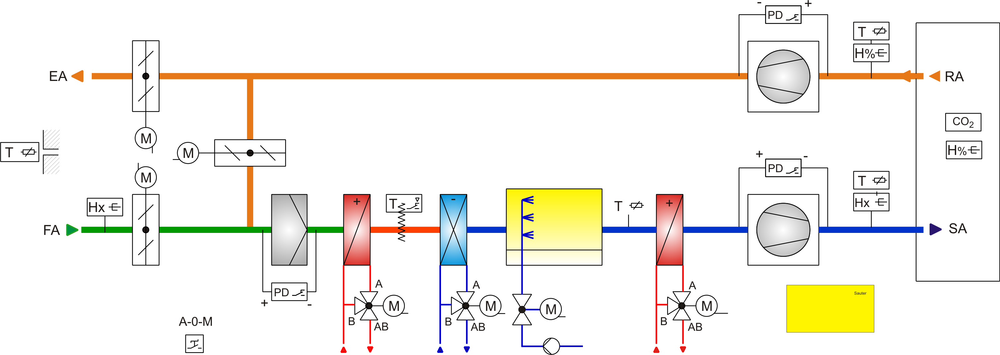 - +
PD
T
H%
EA
RA
CO2
M
T
M
H%
+ -
PD
M
T
Hx
+
T
-
T
+
Hx
FA
SA
A
A
A
PD
+ -
M
M
M
M
B
AB
B
AB
B
AB
Sauter
A-0-M